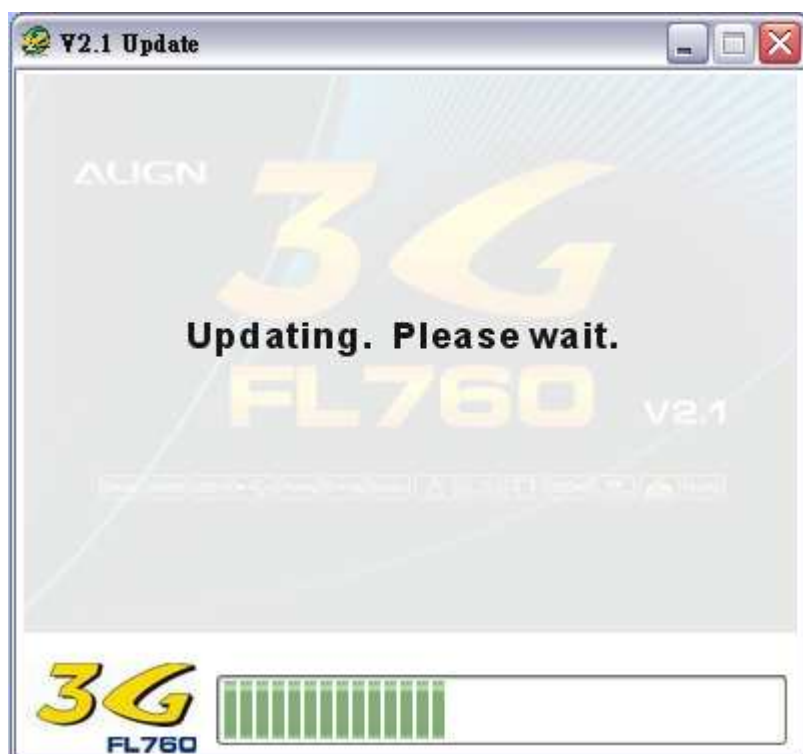 V2.1 Update
ALIGN
3G
Updating. Please wait.
FL760
V2.1
3G
FL760